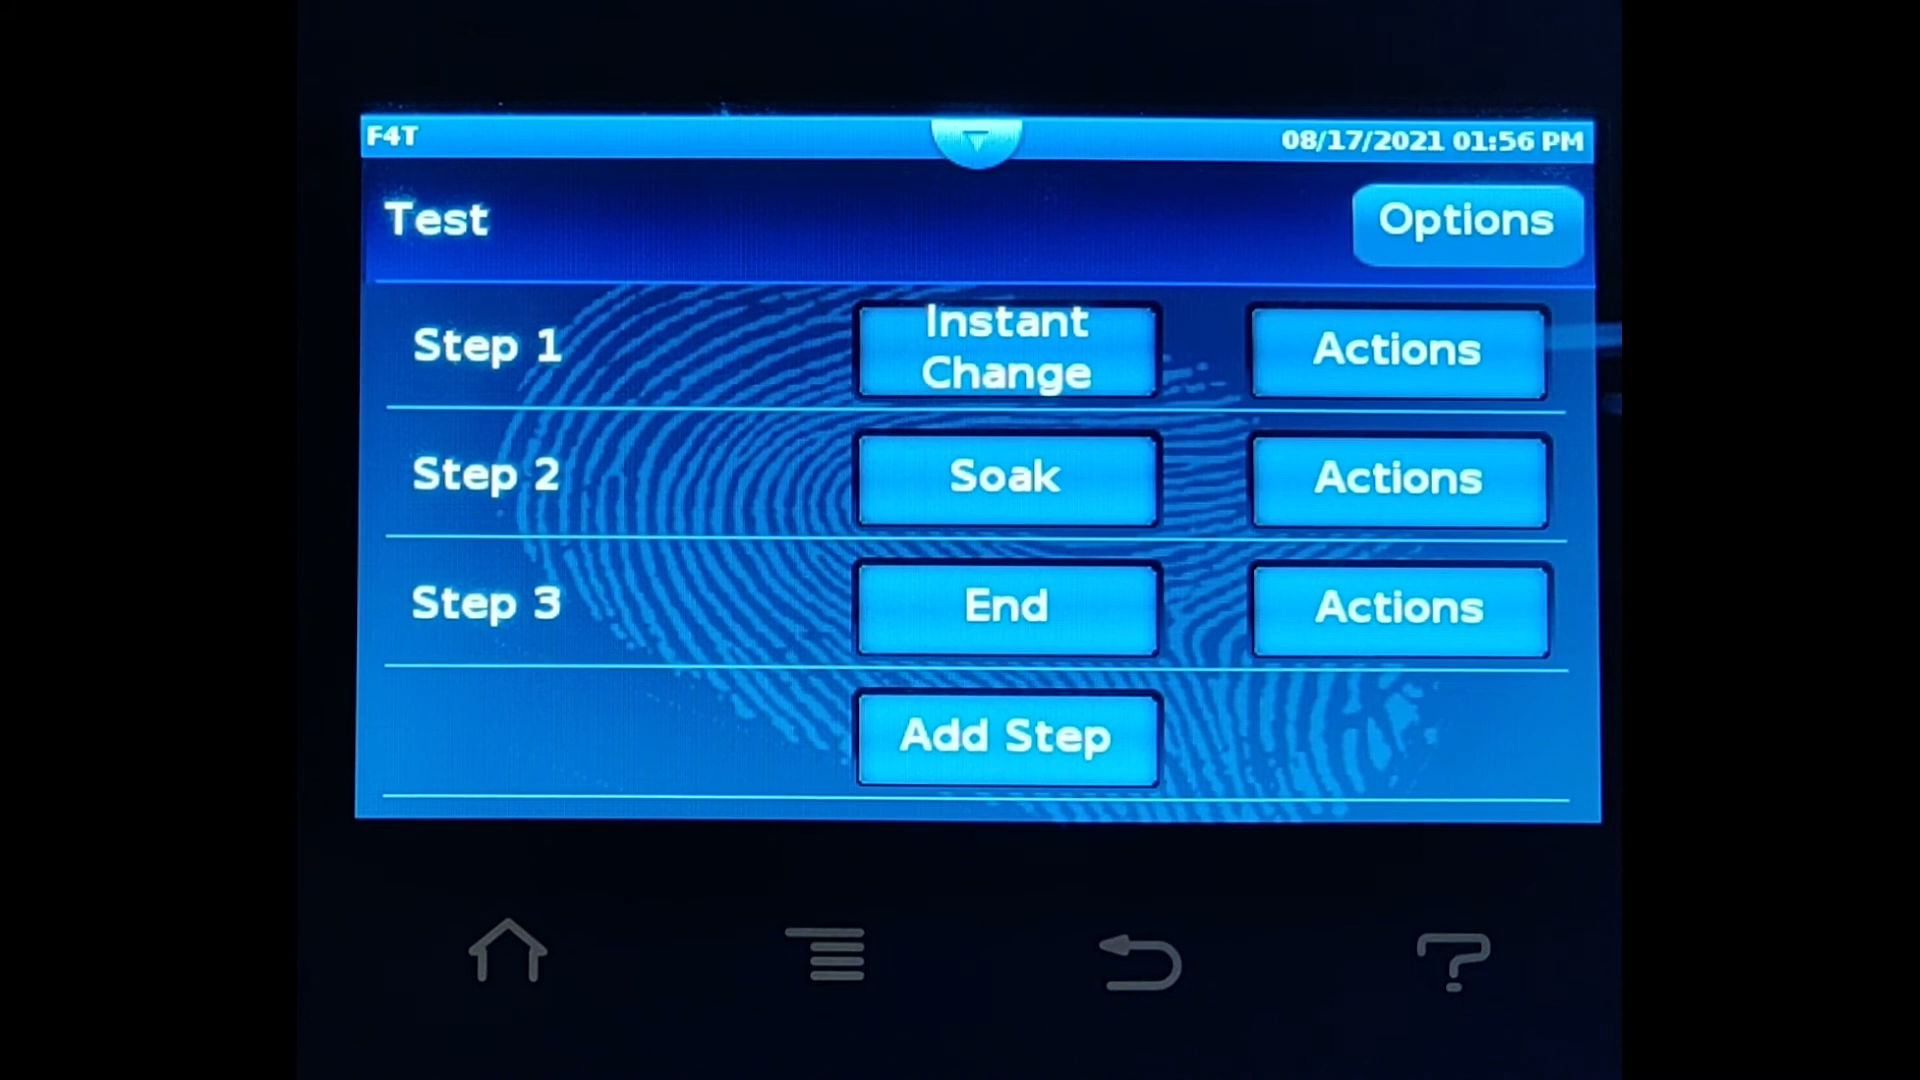 F4T
08/17/2021 01:56 PM
Test
Options
Step 1
Instant
Change
Actions
Step 2
Soak
Actions
Step 3
End
Actions
Add Step